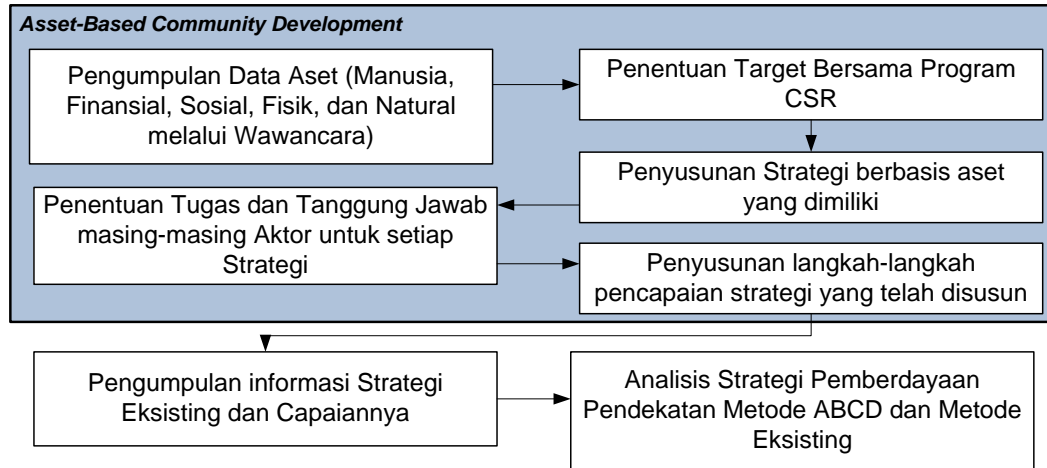 Asset-Based Community Development
Pengumpulan Data Aset (Manusia,
Finansial, Sosial, Fisik, dan Natural
melalui Wawancara)
Penentuan Target Bersama Program
CSR
Penyusunan Strategi berbasis aset
yang dimiliki
Penentuan Tugas dan Tanggung Jawab
masing-masing Aktor untuk setiap
Strategi
Penyusunan langkah-langkah
pencapaian strategi yang telah disusun
Pengumpulan informasi Strategi
Eksisting dan Capaiannya
Analisis Strategi Pemberdayaan
Pendekatan Metode ABCD dan Metode
Eksisting